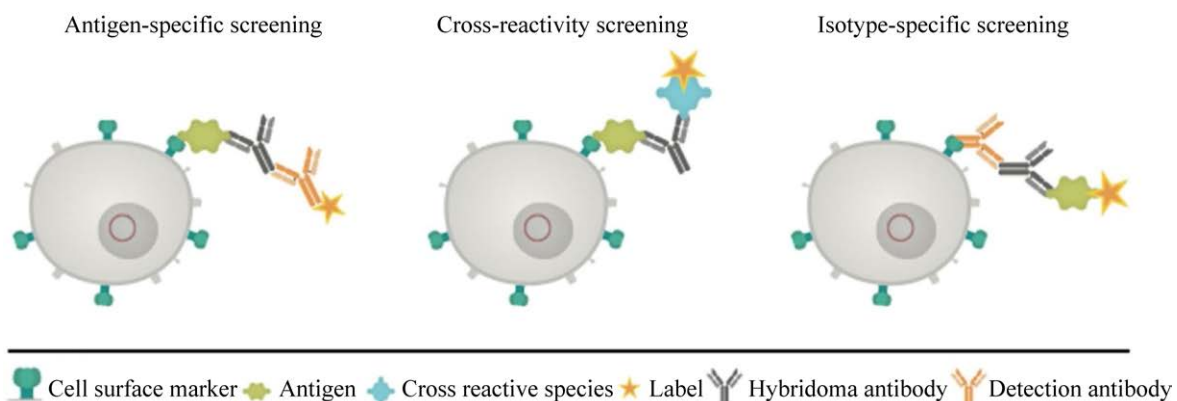 Antigen-specific screening Cross-reactivity screening Isotype-specific screening
Cell surface marker Antigen Cross reactive species Label Hybridoma antibody Detection antibody